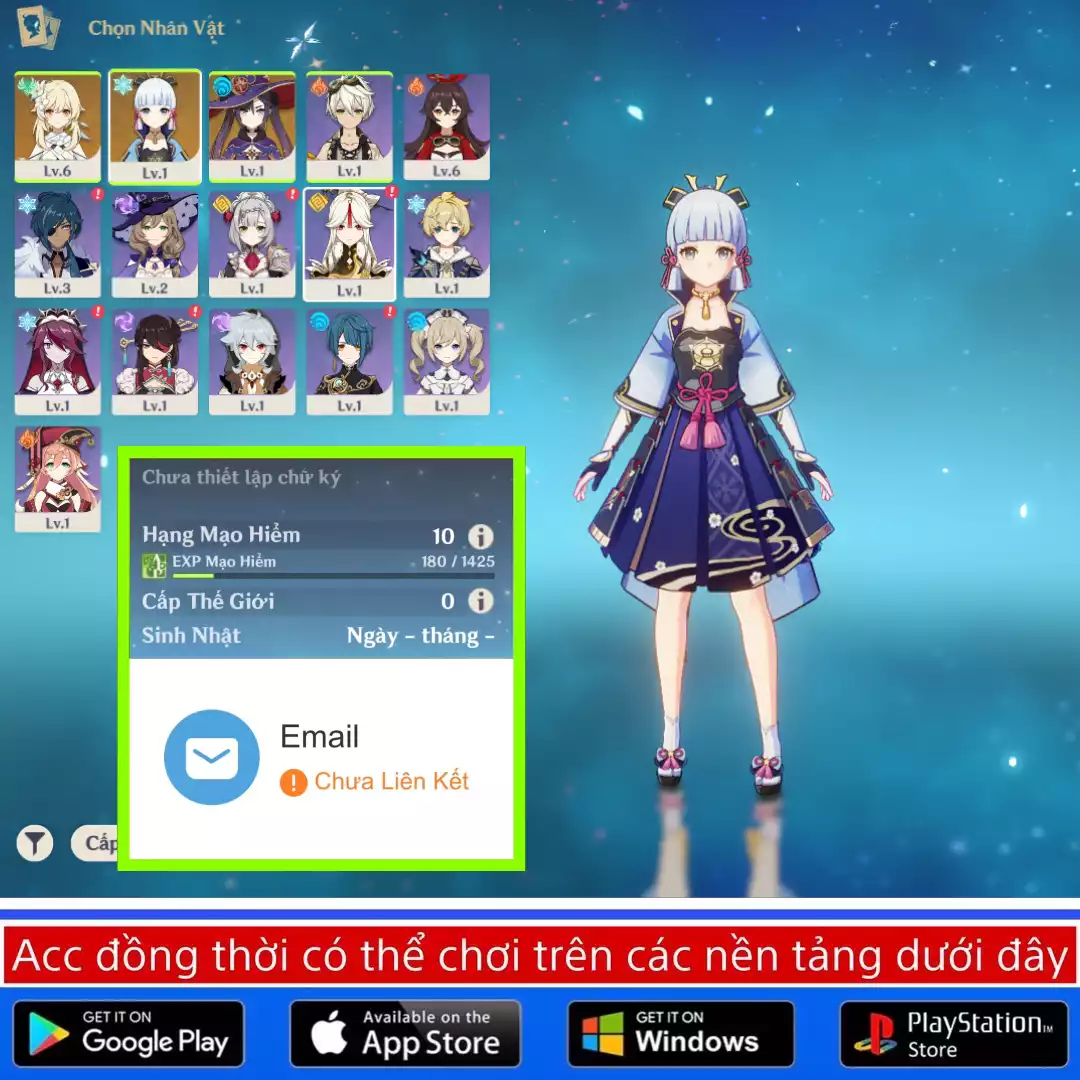 Chọn Nhân Vật
Lv.6
Lv.1
Lv.1
Lv.1
Lv.6
Lv.3
Lv.2
Lv.1
Lv.1
Lv.1
Lv.1
Lv.1
Lv.1
Lv.1
Lv.1
Lv.1
Chưa thiết lập chữ ký
Hạng Mạo Hiểm 10
EXP Mạo Hiểm 180 / 1425
Cấp Thế Giới 0
Sinh Nhật Ngày - tháng -
Email
Chưa Liên Kết
Cấp
Acc đồng thời có thể chơi trên các nền tảng dưới đây
GET IT ON
Google Play
Available on the
App Store
GET IT ON
Windows
PlayStation™
Store